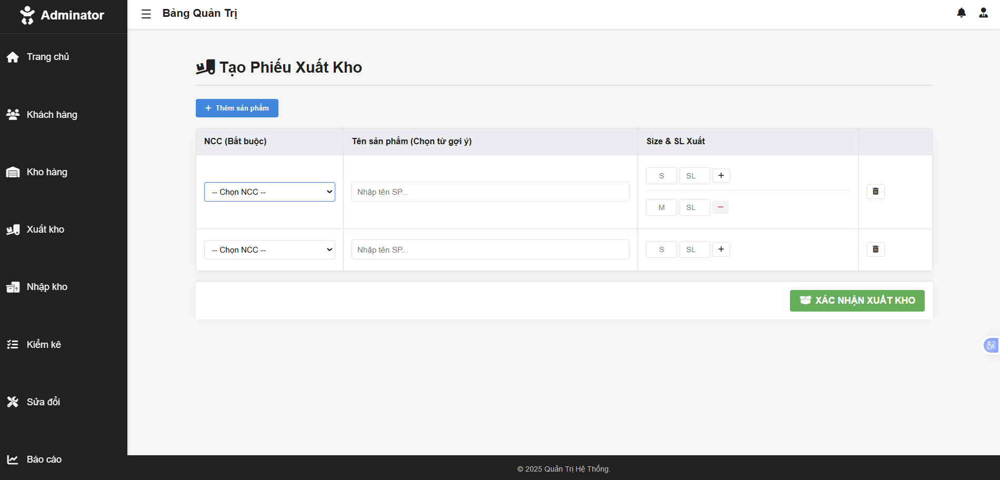 Adminator
Bảng Quản Trị
Trang chủ
Khách hàng
Kho hàng
Xuất kho
Nhập kho
Kiểm kê
Sửa đổi
Báo cáo
Tạo Phiếu Xuất Kho
+ Thêm sản phẩm
NCC (Bắt buộc) Tên sản phẩm (Chọn từ gợi ý) Size & SL Xuất
-- Chọn NCC -- Nhập tên SP... S SL +
M SL −
-- Chọn NCC -- Nhập tên SP... S SL +
XÁC NHẬN XUẤT KHO
© 2025 Quản Trị Hệ Thống.